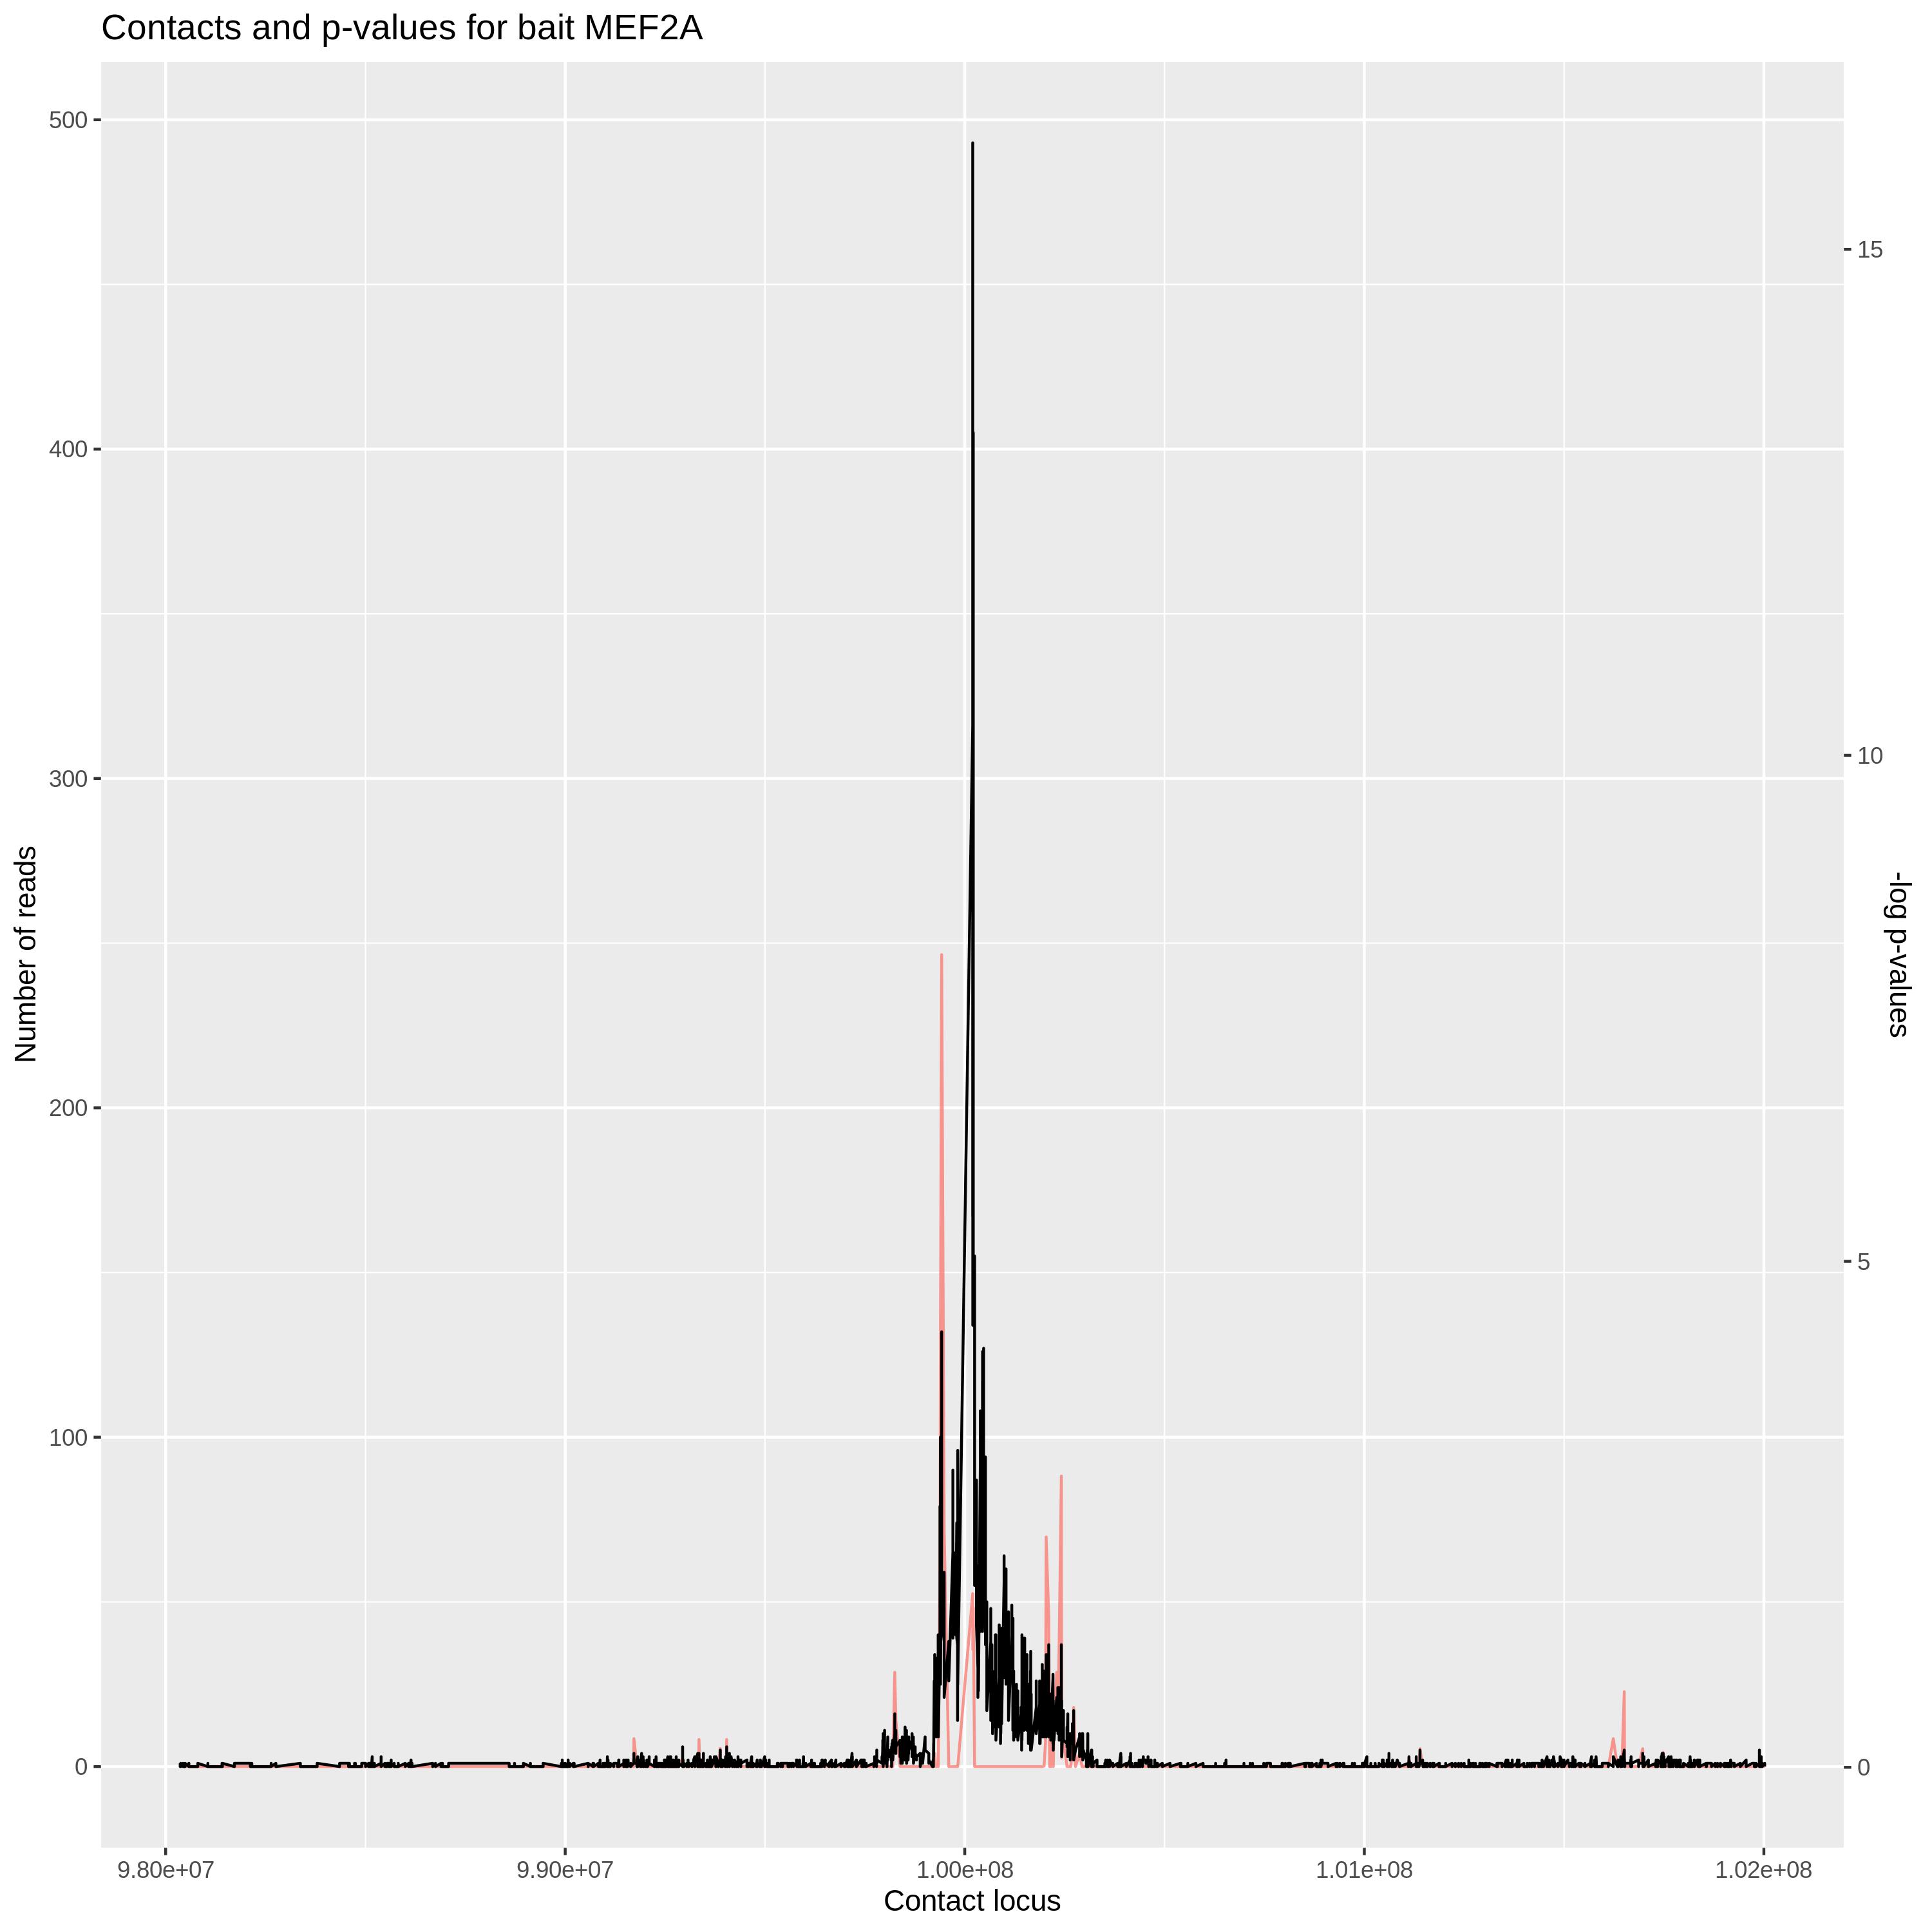 Contacts and p-values for bait MEF2A
500
400
300
200
100
0
Number of reads
15
10
5
0
-log p-values
9.80e+07
9.90e+07
1.00e+08
1.01e+08
1.02e+08
Contact locus